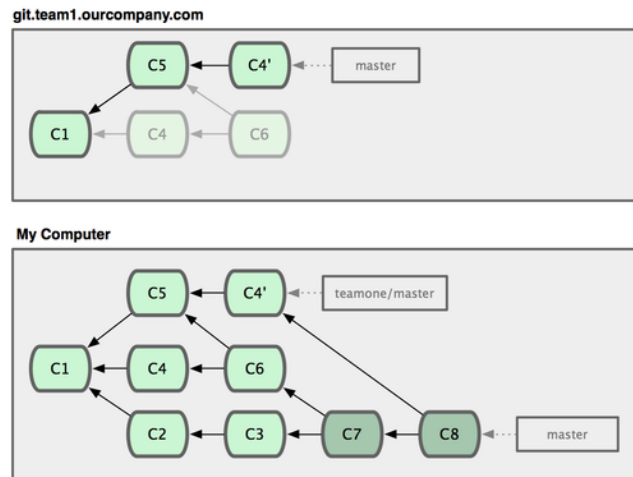 git.team1.ourcompany.com
C5 C4' master
C1 C4 C6
My Computer
C5 C4' teamone/master
C1 C4 C6
C2 C3 C7 C8 master